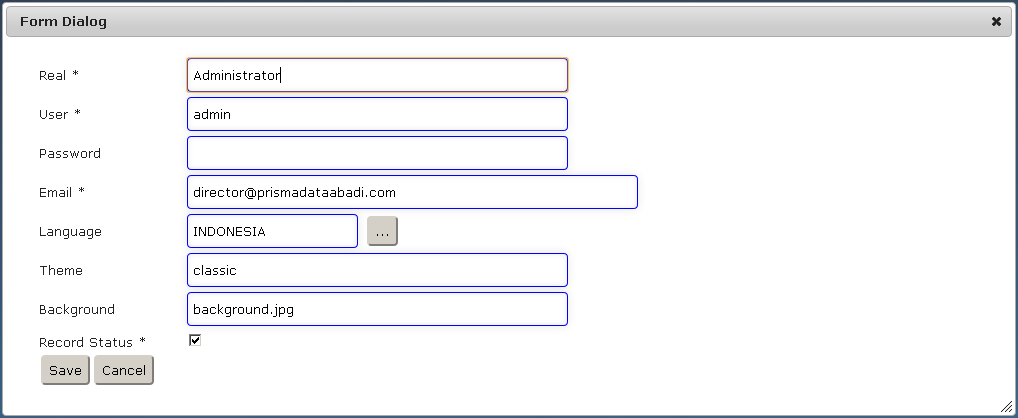 Form Dialog
Real * Administrator
User * admin
Password
Email * director@prismadataabadi.com
Language INDONESIA ...
Theme classic
Background background.jpg
Record Status *
Save Cancel